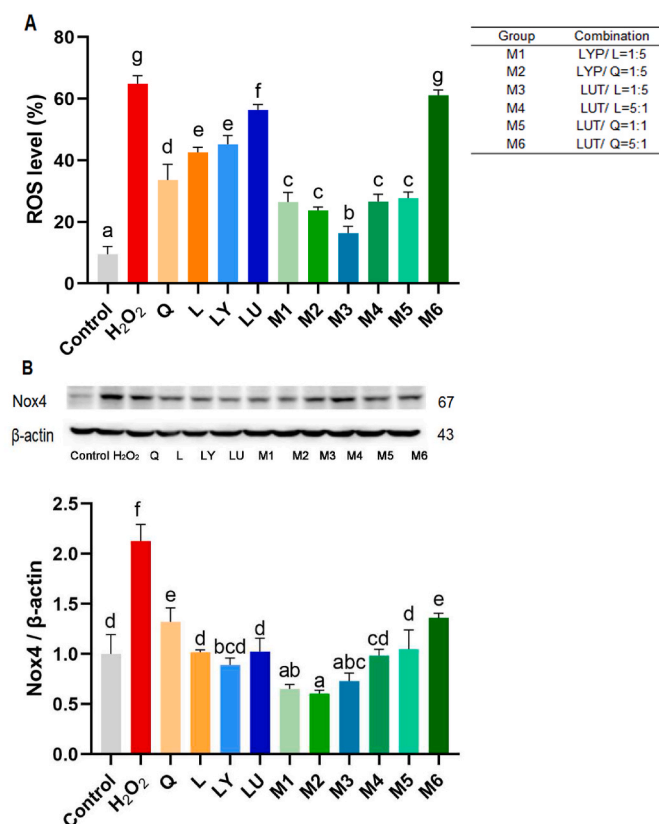 A
ROS level (%)
80
60
40
20
0
a
g
d
e
e
f
c
c
b
c
c
g
Control
H₂O₂
Q
L
LY
LU
M1
M2
M3
M4
M5
M6
Group Combination
M1 LYP/ L=1:5
M2 LYP/ Q=1:5
M3 LUT/ L=1:5
M4 LUT/ L=5:1
M5 LUT/ Q=1:1
M6 LUT/ Q=5:1
B
Nox4 67
β-actin 43
Control H₂O₂ Q L LY LU M1 M2 M3 M4 M5 M6
Nox4 / β-actin
2.5
2.0
1.5
1.0
0.5
0.0
d
f
e
d
bcd
d
ab
a
abc
cd
d
e
Control
H₂O₂
Q
L
LY
LU
M1
M2
M3
M4
M5
M6